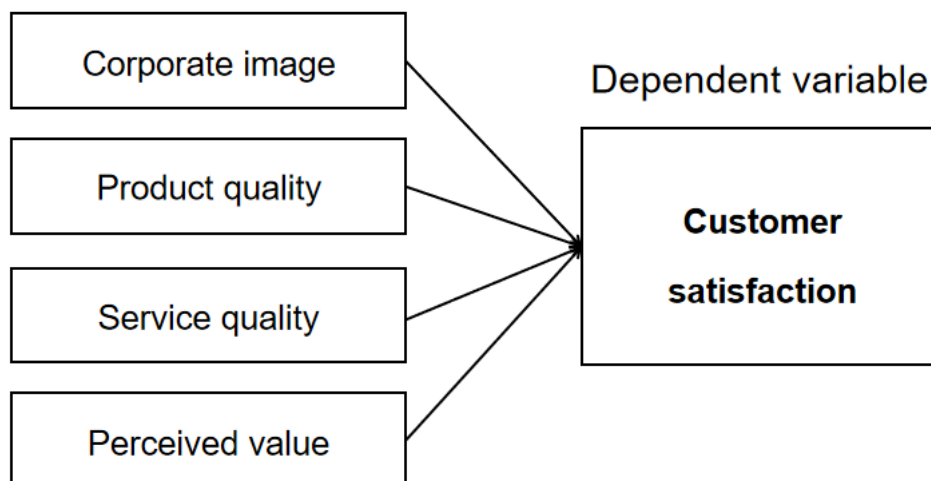 Corporate image
Dependent variable
Product quality
Customer
satisfaction
Service quality
Perceived value